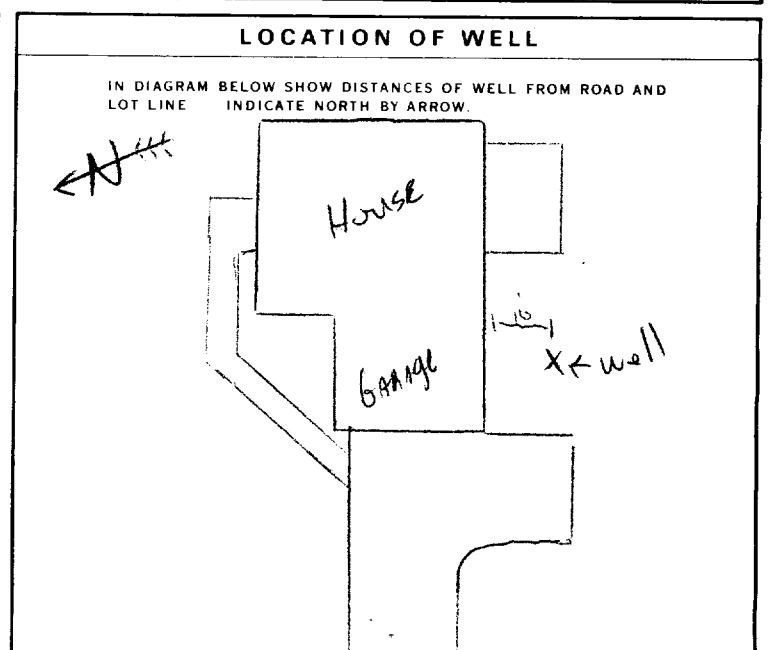 LOCATION OF WELL
IN DIAGRAM BELOW SHOW DISTANCES OF WELL FROM ROAD AND
LOT LINE INDICATE NORTH BY ARROW.
N
House
10
X ← well
GARAGE